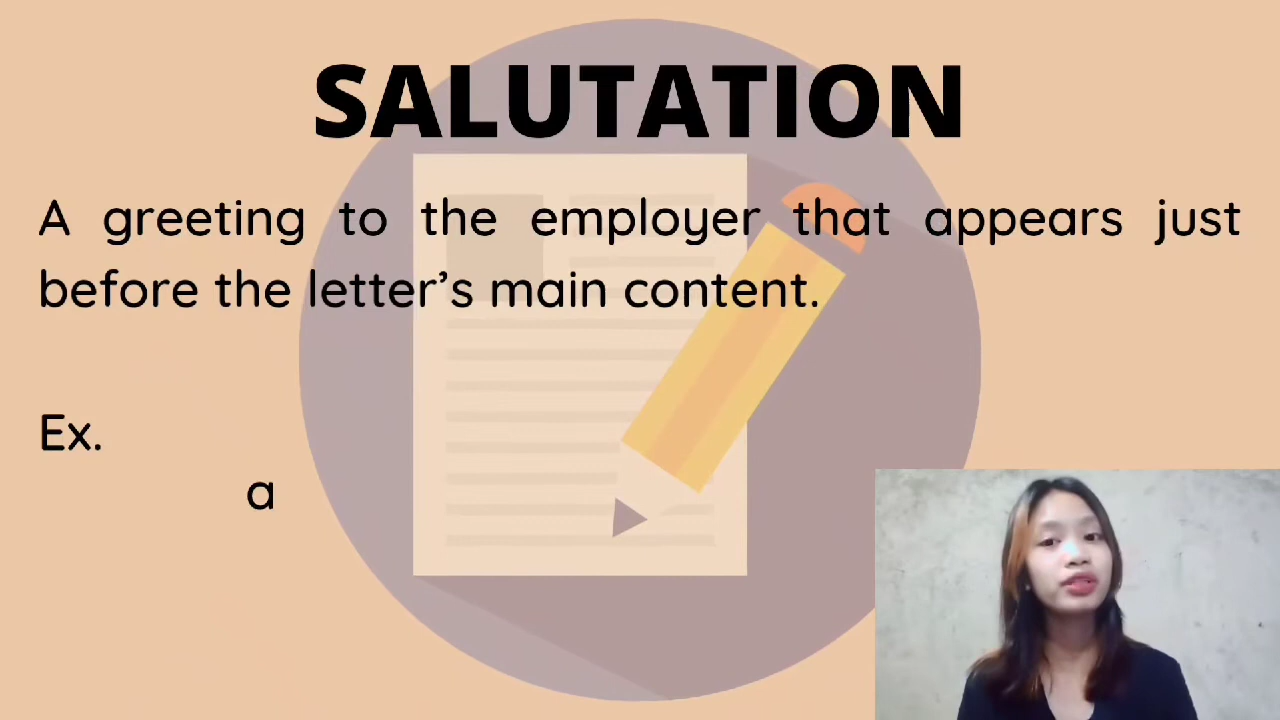 SALUTATION
A greeting to the employer that appears just
before the letter’s main content.
Ex.
a